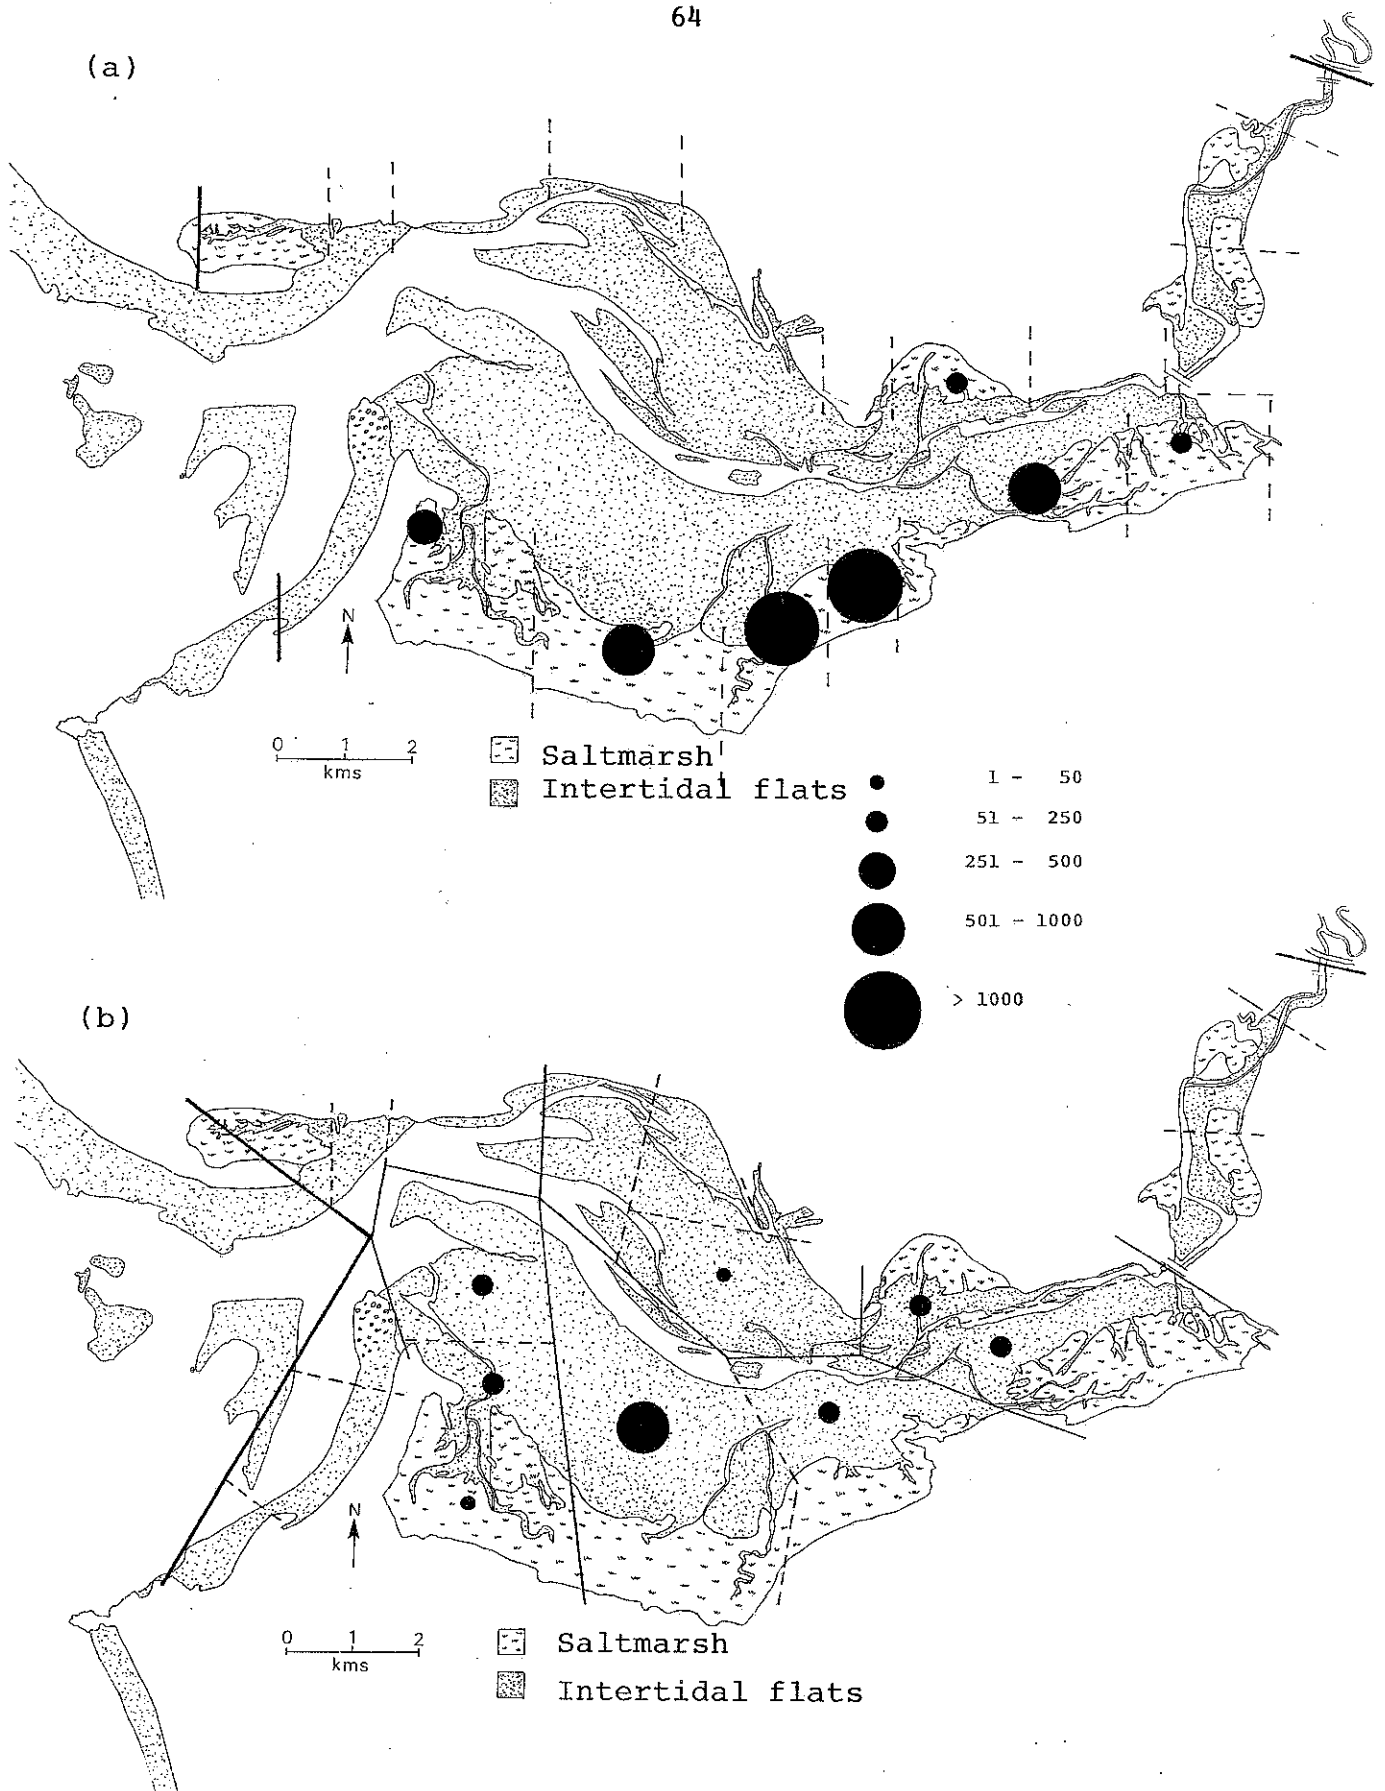 64
(a)
N
0 1 2
kms
Saltmarsh
Intertidal flats
1 - 50
51 - 250
251 - 500
501 - 1000
> 1000
(b)
N
0 1 2
kms
Saltmarsh
Intertidal flats